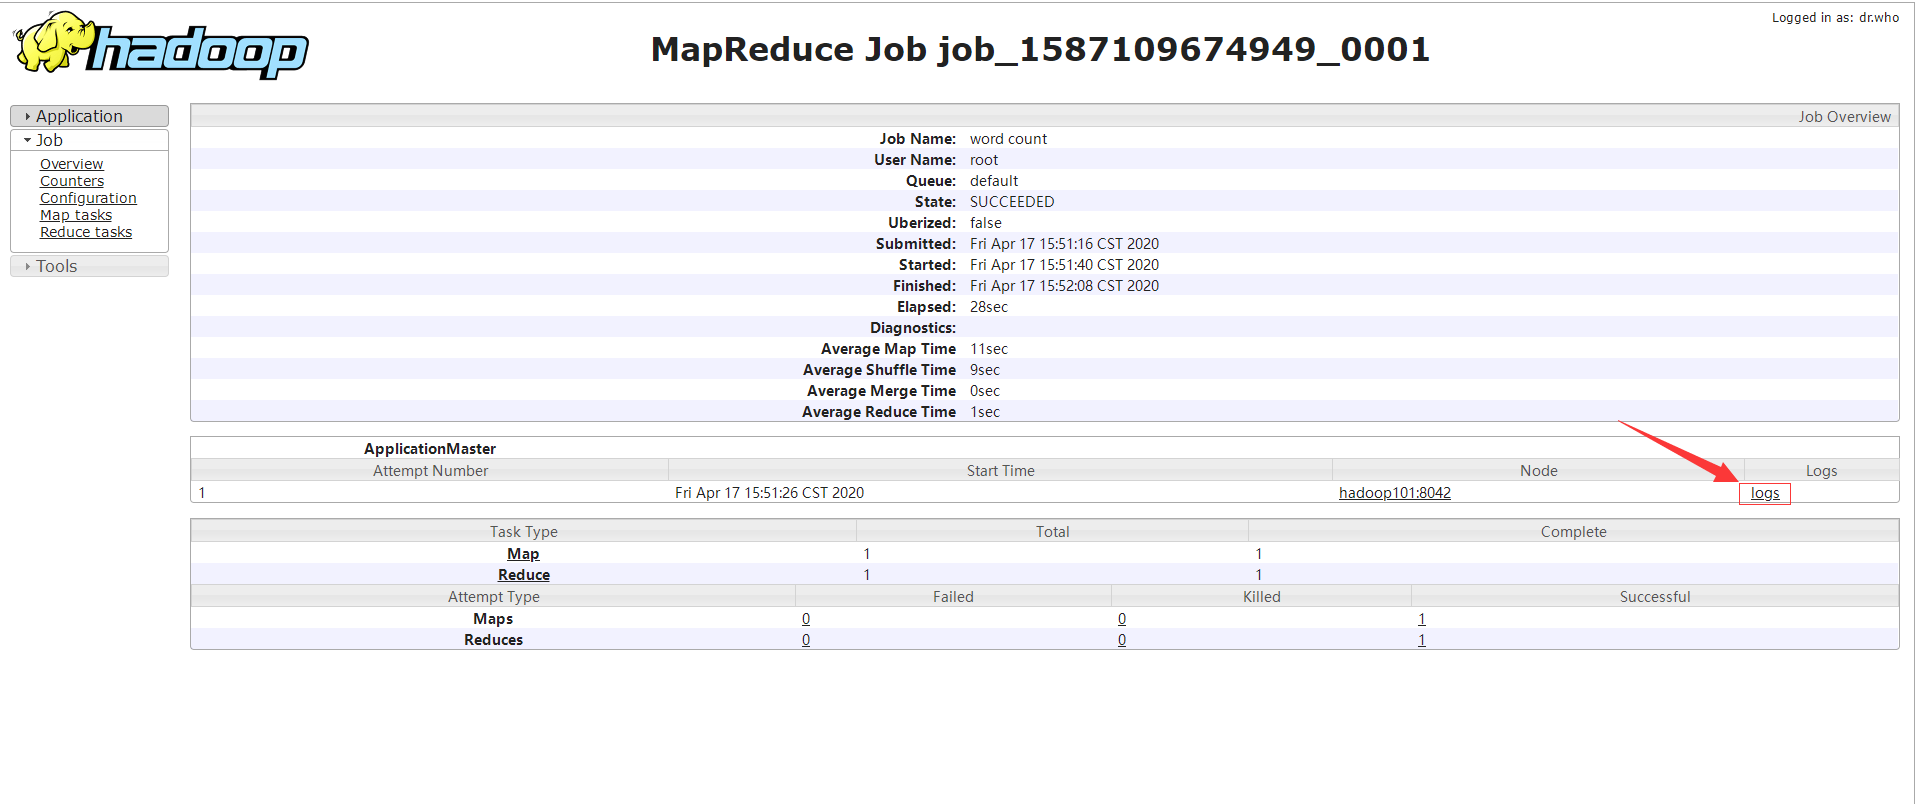 Logged in as: dr.who
hadoop
MapReduce Job job_1587109674949_0001
Application
Job
Overview
Counters
Configuration
Map tasks
Reduce tasks
Tools
Job Overview
Job Name: word count
User Name: root
Queue: default
State: SUCCEEDED
Uberized: false
Submitted: Fri Apr 17 15:51:16 CST 2020
Started: Fri Apr 17 15:51:40 CST 2020
Finished: Fri Apr 17 15:52:08 CST 2020
Elapsed: 28sec
Diagnostics:
Average Map Time 11sec
Average Shuffle Time 9sec
Average Merge Time 0sec
Average Reduce Time 1sec
ApplicationMaster
Attempt Number Start Time Node Logs
1 Fri Apr 17 15:51:26 CST 2020 hadoop101:8042 logs
Task Type Total Complete
Map 1 1
Reduce 1 1
Attempt Type Failed Killed Successful
Maps 0 0 1
Reduces 0 0 1